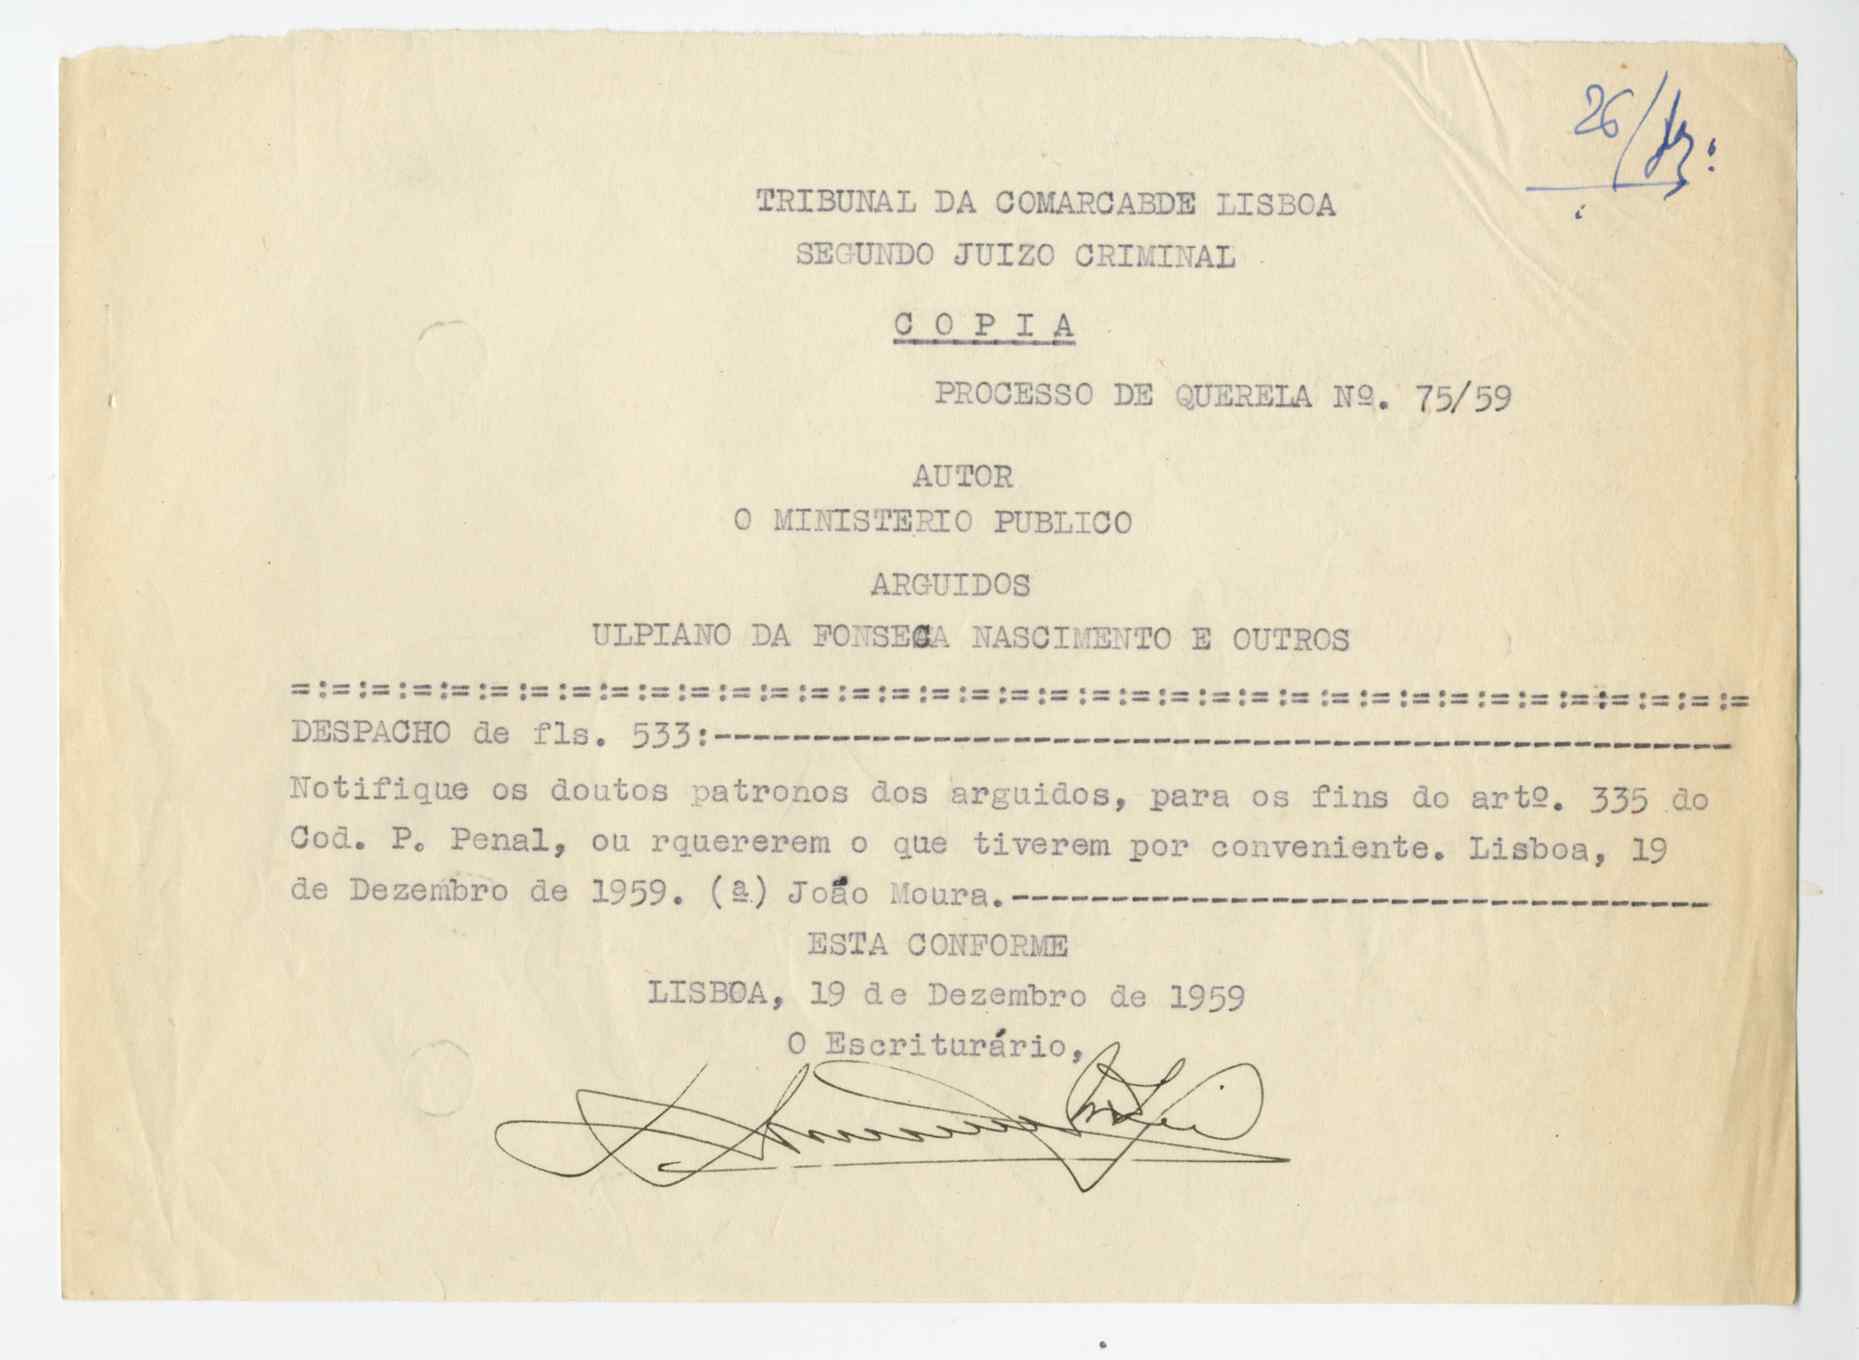 26/Dez:
TRIBUNAL DA COMARCABDE LISBOA
SEGUNDO JUIZO CRIMINAL
C O P I A
PROCESSO DE QUERELA Nº. 75/59
AUTOR
O MINISTERIO PUBLICO
ARGUIDOS
ULPIANO DA FONSECA NASCIMENTO E OUTROS
=:=:=:=:=:=:=:=:=:=:=:=:=:=:=:=:=:=:=:=:=:=:=:=:=:=:=:=:=:=:=:=:=:=:=:=:=
DESPACHO de fls. 533:---------------------------------------------------
Notifique os doutos patronos dos arguidos, para os fins do artº. 335 do
Cod. P. Penal, ou rquererem o que tiverem por conveniente. Lisboa, 19
de Dezembro de 1959. (a) João Moura.-----------------------------------
ESTA CONFORME
LISBOA, 19 de Dezembro de 1959
O Escriturário,